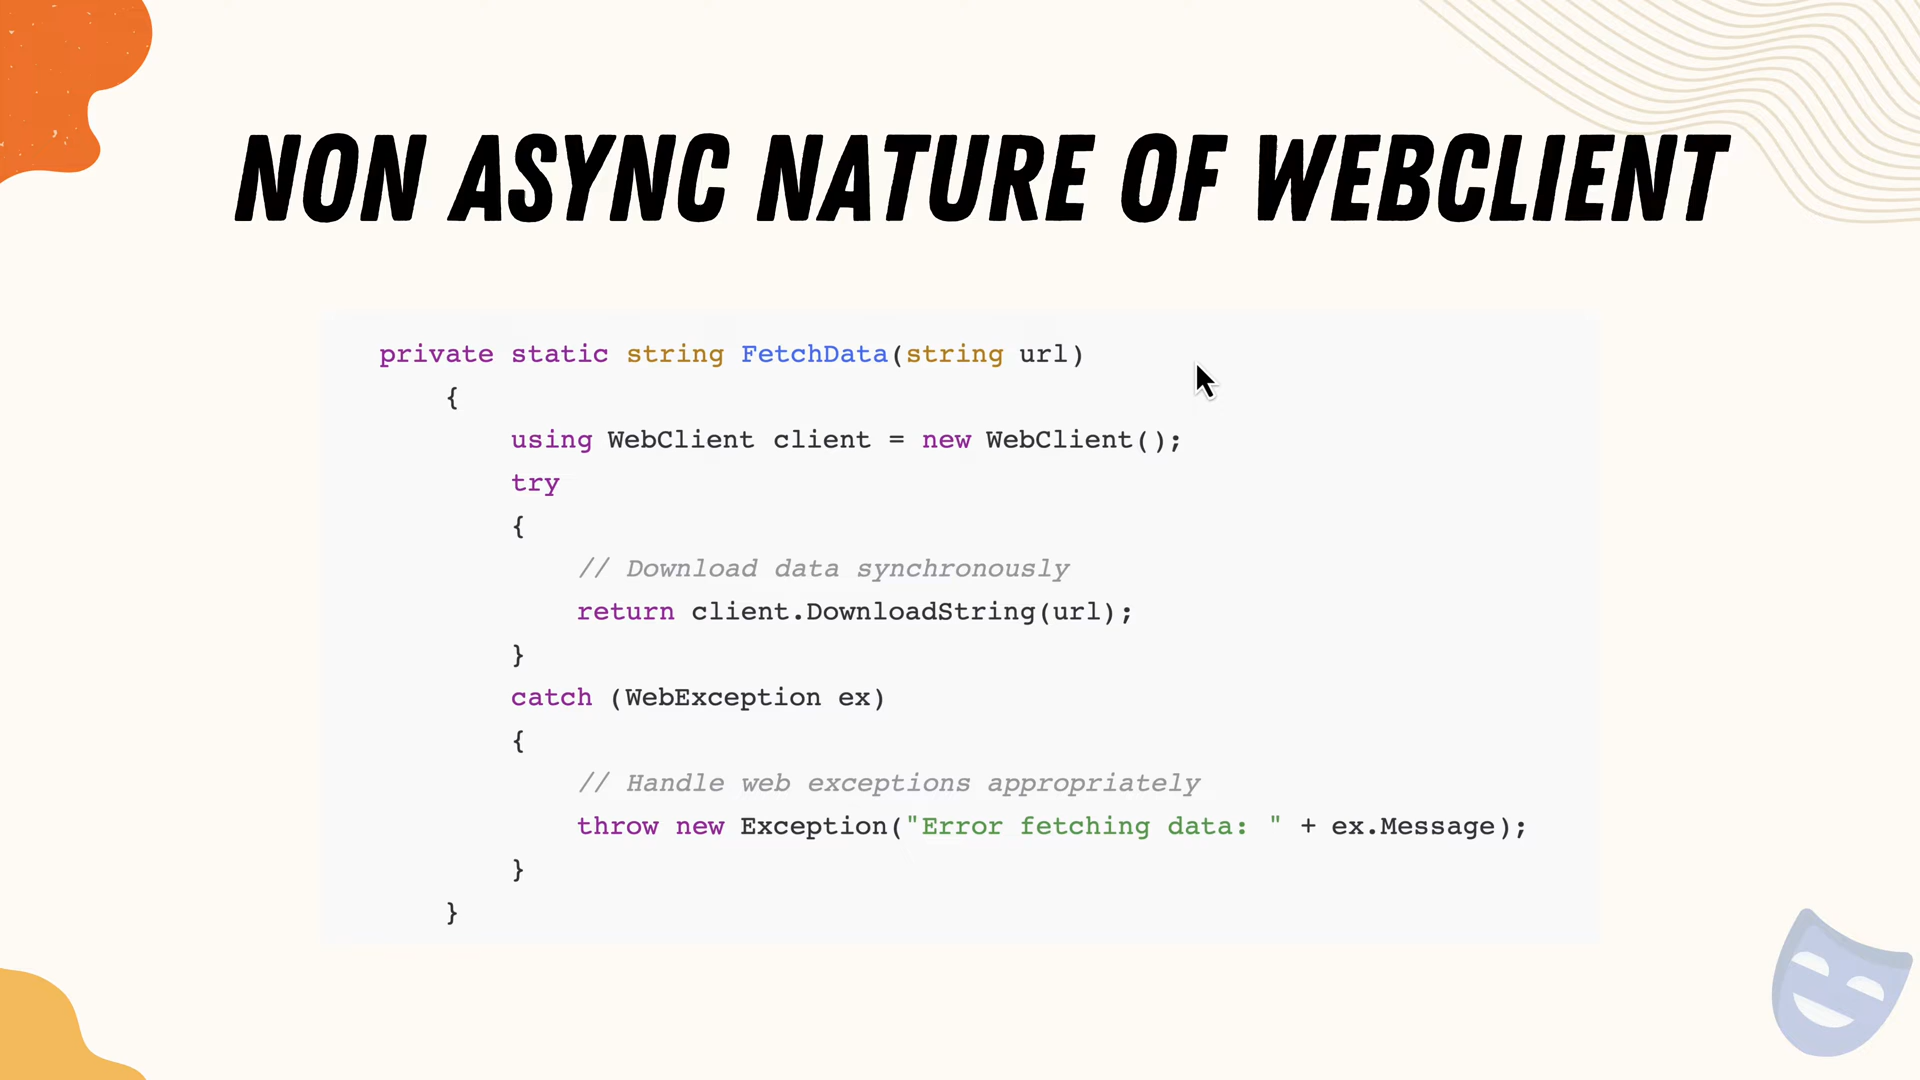 NON ASYNC NATURE OF WEBCLIENT
private static string FetchData(string url)
{
using WebClient client = new WebClient();
try
{
// Download data synchronously
return client.DownloadString(url);
}
catch (WebException ex)
{
// Handle web exceptions appropriately
throw new Exception("Error fetching data: " + ex.Message);
}
}